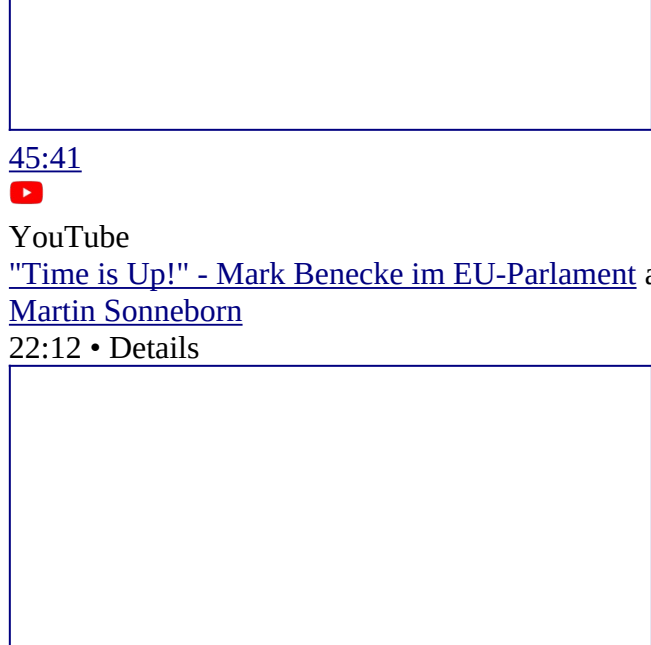 45:41
YouTube
"Time is Up!" - Mark Benecke im EU-Parlament
Martin Sonneborn
22:12 • Details